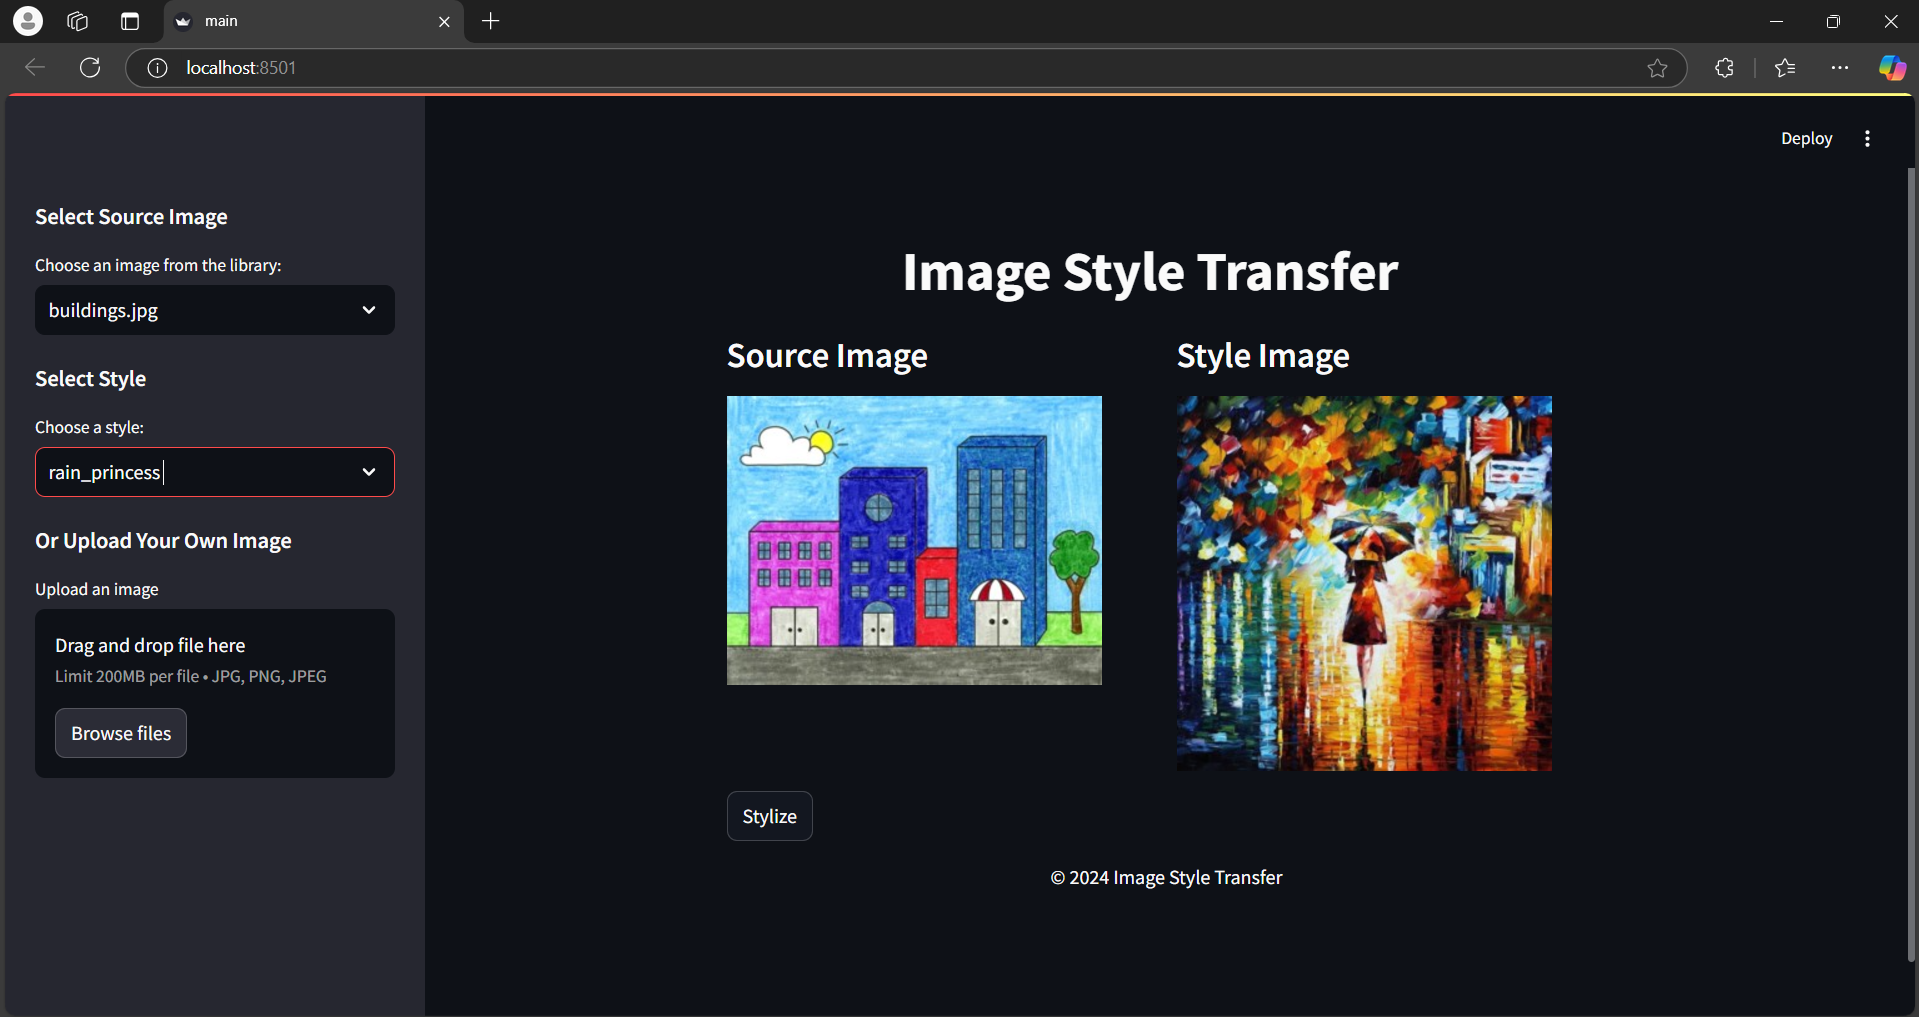 main
localhost:8501
Deploy
Select Source Image
Choose an image from the library:
buildings.jpg
Select Style
Choose a style:
rain_princess
Or Upload Your Own Image
Upload an image
Drag and drop file here
Limit 200MB per file • JPG, PNG, JPEG
Browse files
Image Style Transfer
Source Image
Style Image
Stylize
© 2024 Image Style Transfer